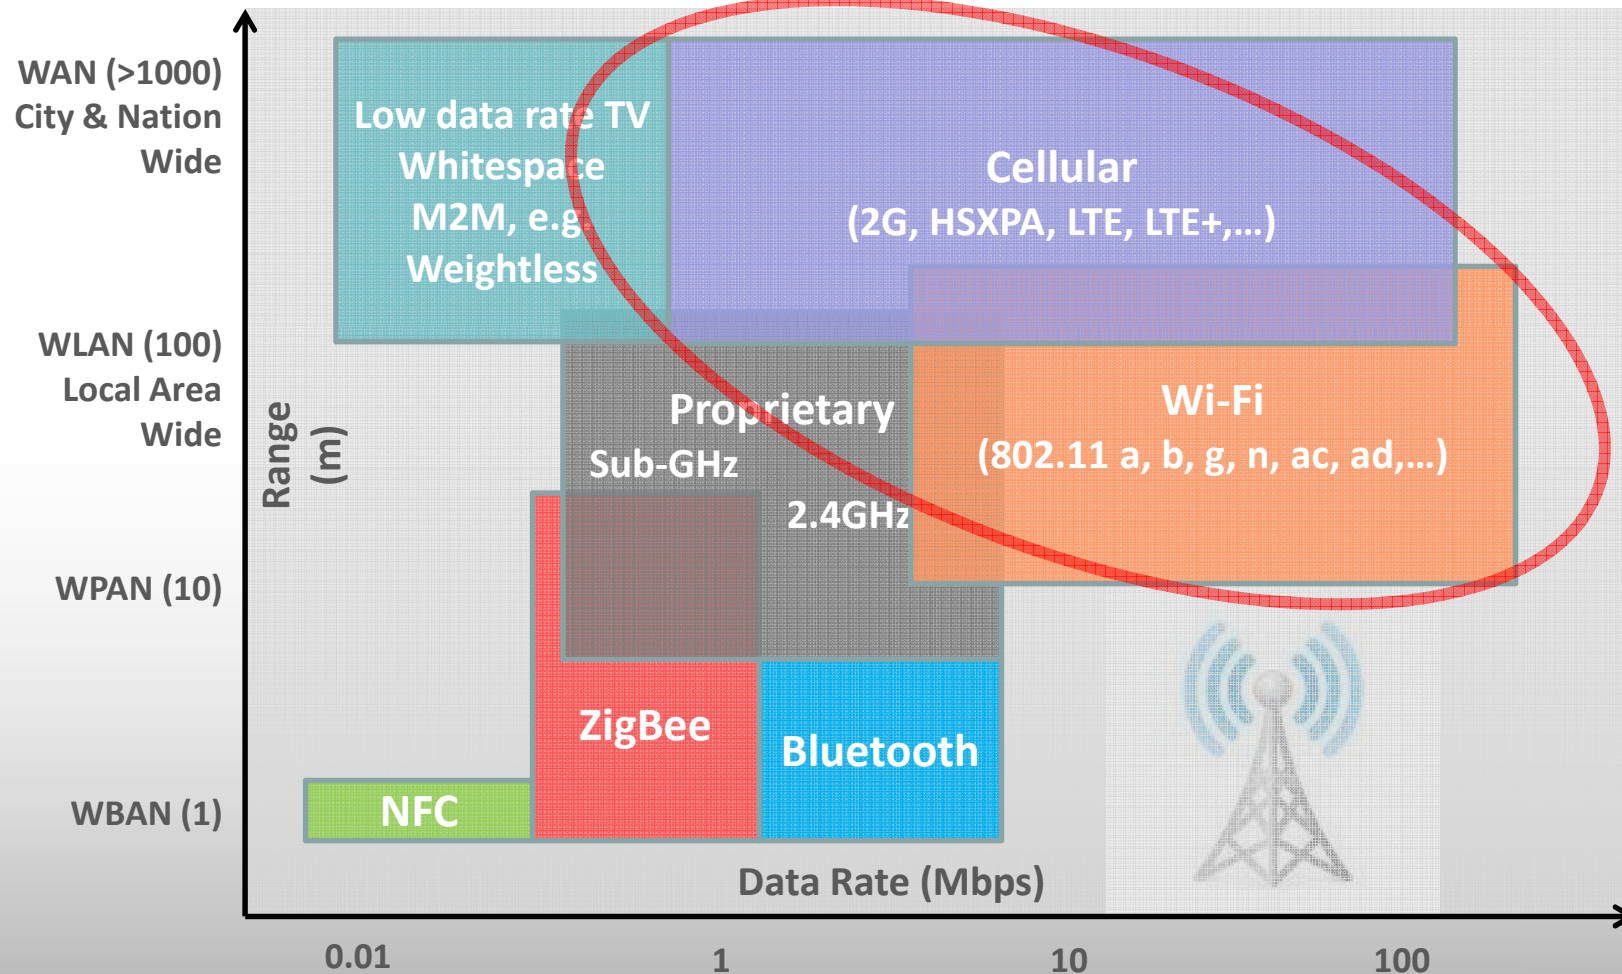 WAN (>1000)
City & Nation
Wide
WLAN (100)
Local Area
Wide
WPAN (10)
WBAN (1)
Range
(m)
Low data rate TV
Whitespace
M2M, e.g.
Weightless
Cellular
(2G, HSXPA, LTE, LTE+,...)
Proprietary
Sub-GHz
2.4GHz
Wi-Fi
(802.11 a, b, g, n, ac, ad,...)
ZigBee
Bluetooth
NFC
Data Rate (Mbps)
0.01
1
10
100